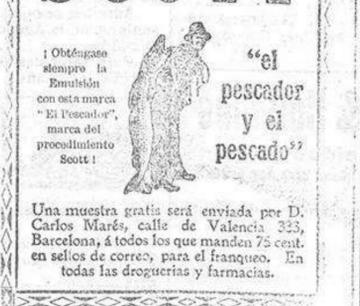 ¡ Obténgase
siempre la
Emulsión
con esta marca
"El Pescador",
marca del
procedimiento
Scott !
"el
pescador
y el
pescado"
Una muestra gratis será enviada por D.
Carlos Marés, calle de Valencia 333,
Barcelona, á todos los que manden 75 cent.
en sellos de correo, para el franqueo. En
todas las droguerias y farmacias.